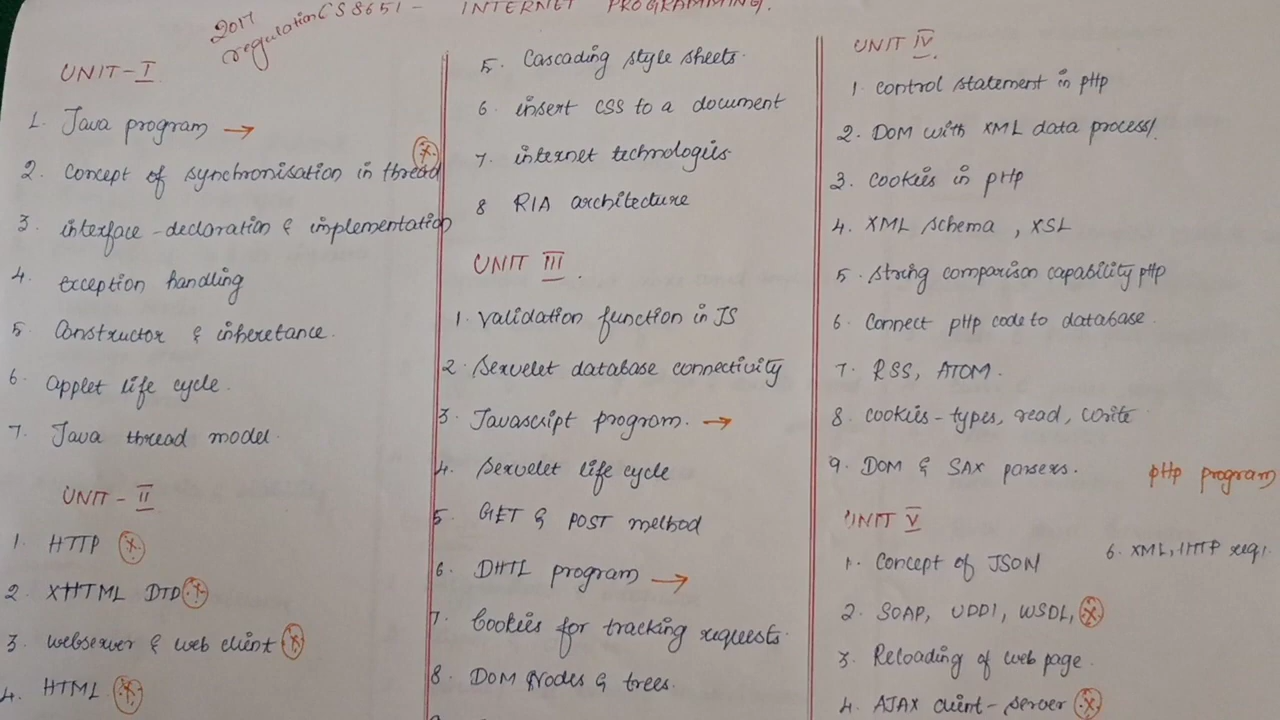 2017 regulation CS8651 - INTERNET PROGRAMMING.
UNIT-I
1. Java program →
2. Concept of synchronisation in thread
3. interface-declaration & implementation
4. exception handling
5. Constructor & inheretance.
6. applet life cycle.
7. Java thread model.
UNIT-II
1. HTTP
2. XHTML DTD
3. webserver & web client
4. HTML
5. Cascading style sheets.
6. insert CSS to a document
7. internet technologies
8 RIA architecture
UNIT III.
1. Validation function in JS
2. Servelet database connectivity
3. Javascript program. →
4. Servelet life cycle
5. GET & POST method
6. program →
7. Cookies for tracking requests.
8. DOM Nodes & trees.
UNIT IV.
1. Control statement in PHP
2. DOM with XML data process
3. Cookies in PHP
4. XML schema, XSL
5. String comparison capability PHP
6. Connect PHP code to database.
7. RSS, ATOM.
8. Cookies-types, read, write
9. DOM & SAX parsers.
PHP program
UNIT V
1. Concept of JSON
2. SOAP, UDDI, WSDL,
3. Reloading of web page.
4. AJAX client-server
6. XML, HTTP req.